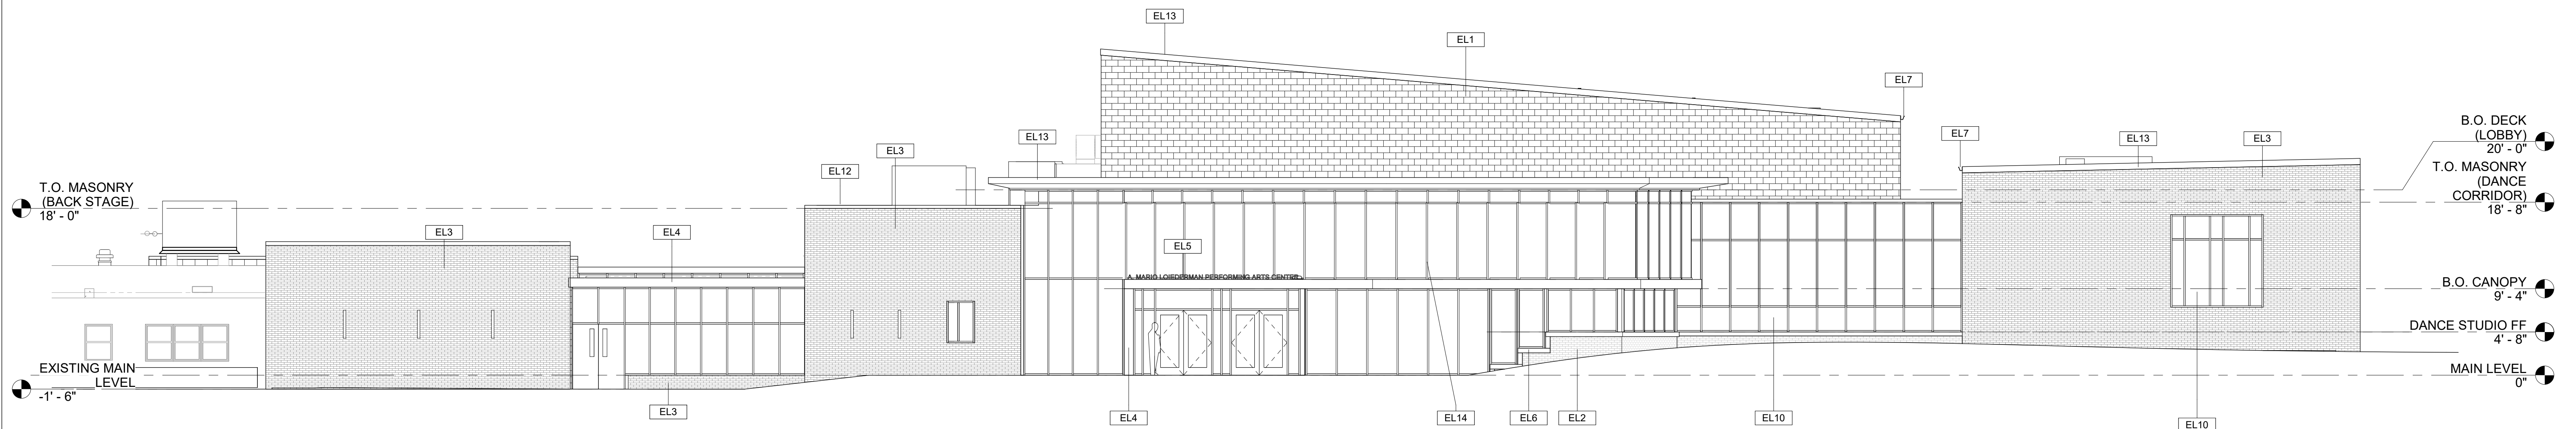 EL13
EL1
EL7
B.O. DECK
(LOBBY)
20' - 0"
EL7
EL13
EL3
EL13
EL3
EL12
T.O. MASONRY
(DANCE
CORRIDOR)
18' - 8"
T.O. MASONRY
(BACK STAGE)
18' - 0"
EL3
EL4
EL5
A. MARIO LOIEDERMAN PERFORMING ARTS CENTER
B.O. CANOPY
9' - 4"
DANCE STUDIO FF
4' - 8"
EXISTING MAIN
LEVEL
-1' - 6"
MAIN LEVEL
0"
EL3
EL4
EL14
EL6
EL2
EL10
EL10